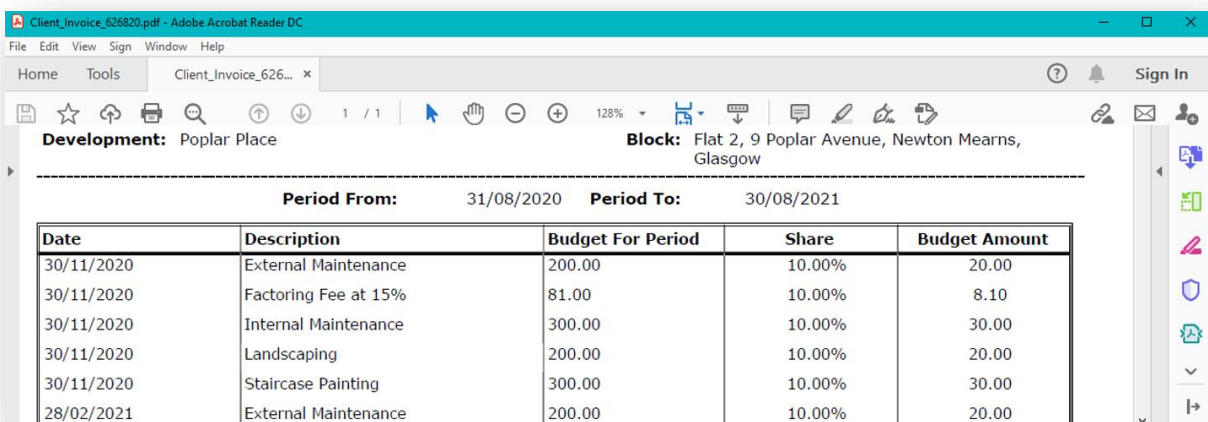 Client_Invoice_626820.pdf - Adobe Acrobat Reader DC
File Edit View Sign Window Help
Home Tools Client_Invoice_626... × Sign In
1 / 1 128%
Development: Poplar Place Block: Flat 2, 9 Poplar Avenue, Newton Mearns,
Glasgow
Period From: 31/08/2020 Period To: 30/08/2021
Date Description Budget For Period Share Budget Amount
30/11/2020 External Maintenance 200.00 10.00% 20.00
30/11/2020 Factoring Fee at 15% 81.00 10.00% 8.10
30/11/2020 Internal Maintenance 300.00 10.00% 30.00
30/11/2020 Landscaping 200.00 10.00% 20.00
30/11/2020 Staircase Painting 300.00 10.00% 30.00
28/02/2021 External Maintenance 200.00 10.00% 20.00